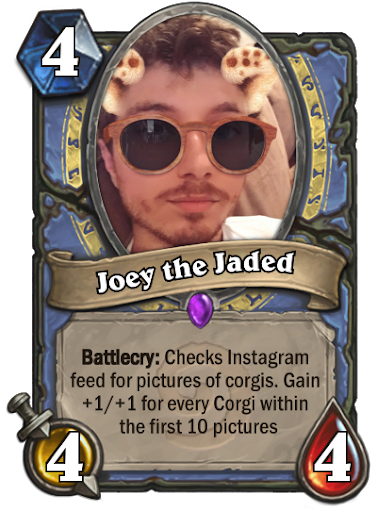 4
Joey the Jaded
Battlecry: Checks Instagram
feed for pictures of corgis. Gain
+1/+1 for every Corgi within
the first 10 pictures
4
4